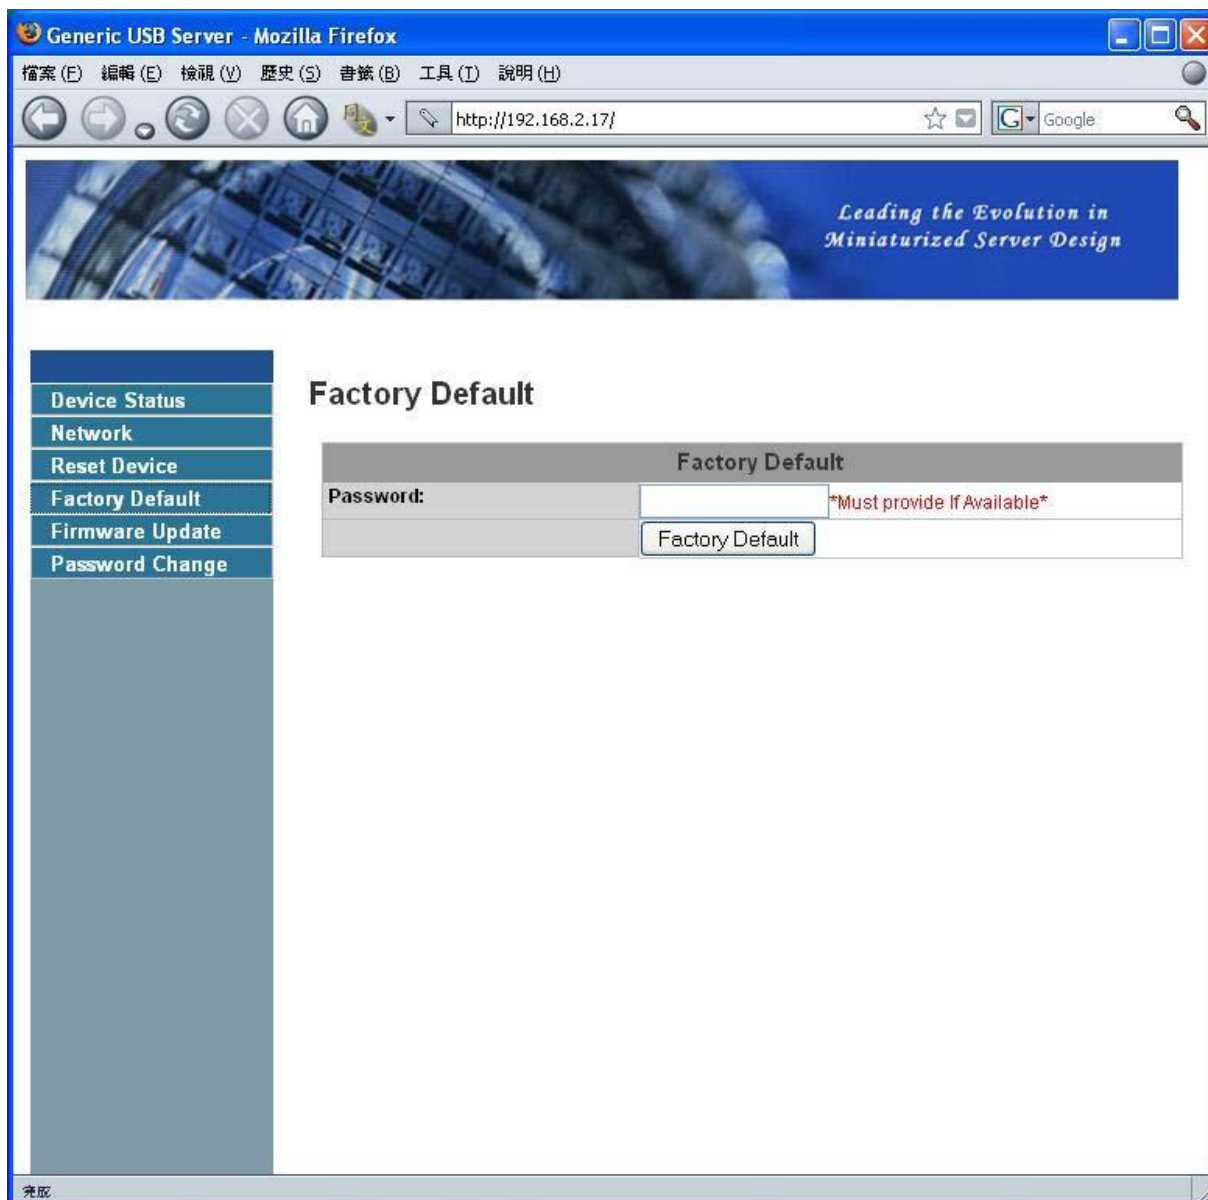 Generic USB Server - Mozilla Firefox
檔案(F) 編輯(E) 檢視(V) 歷史(S) 書籤(B) 工具(T) 說明(H)
http://192.168.2.17/ G Google
Leading the Evolution in
Miniaturized Server Design
Device Status
Network
Reset Device
Factory Default
Firmware Update
Password Change
Factory Default
Factory Default
Password: *Must provide If Available*
Factory Default
完成